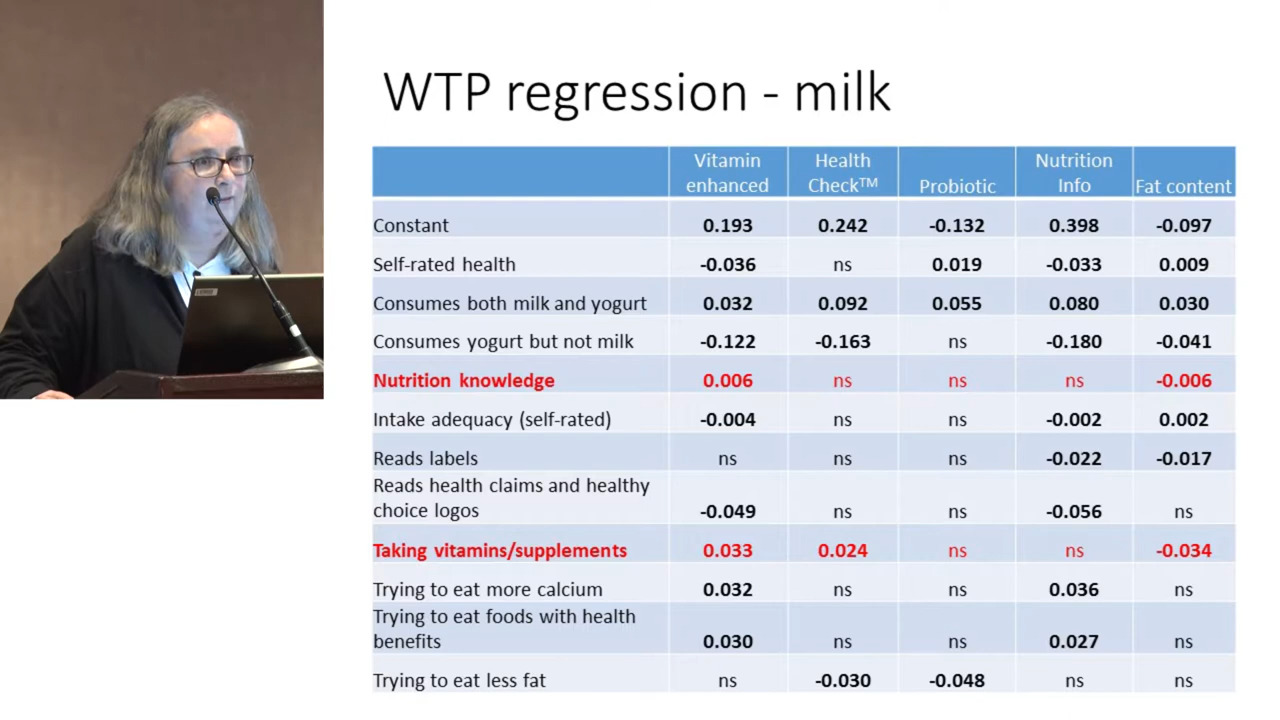 WTP regression - milk
Vitamin enhanced Health Check™ Probiotic Nutrition Info Fat content
Constant 0.193 0.242 -0.132 0.398 -0.097
Self-rated health -0.036 ns 0.019 -0.033 0.009
Consumes both milk and yogurt 0.032 0.092 0.055 0.080 0.030
Consumes yogurt but not milk -0.122 -0.163 ns -0.180 -0.041
Nutrition knowledge 0.006 ns ns ns -0.006
Intake adequacy (self-rated) -0.004 ns ns -0.002 0.002
Reads labels ns ns ns -0.022 -0.017
Reads health claims and healthy
choice logos -0.049 ns ns -0.056 ns
Taking vitamins/supplements 0.033 0.024 ns ns -0.034
Trying to eat more calcium 0.032 ns ns 0.036 ns
Trying to eat foods with health
benefits 0.030 ns ns 0.027 ns
Trying to eat less fat ns -0.030 -0.048 ns ns